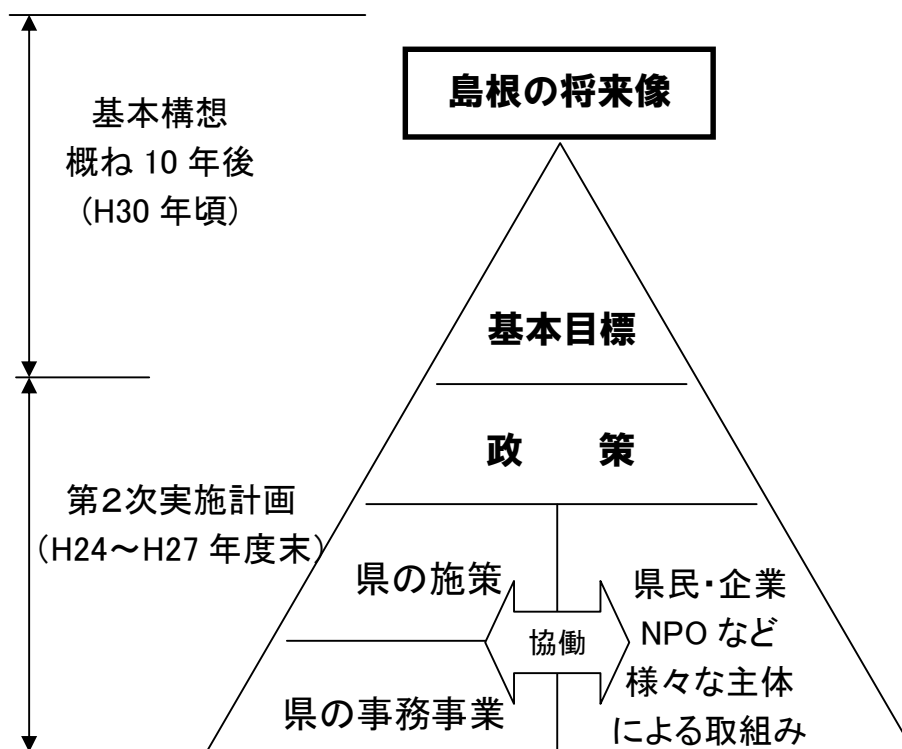 島根の将来像
基本構想
概ね 10 年後
(H30 年頃)
基本目標
政　策
第２次実施計画
(H24～H27 年度末)
県の施策
県の事務事業
協働
県民・企業
NPO など
様々な主体
による取組み